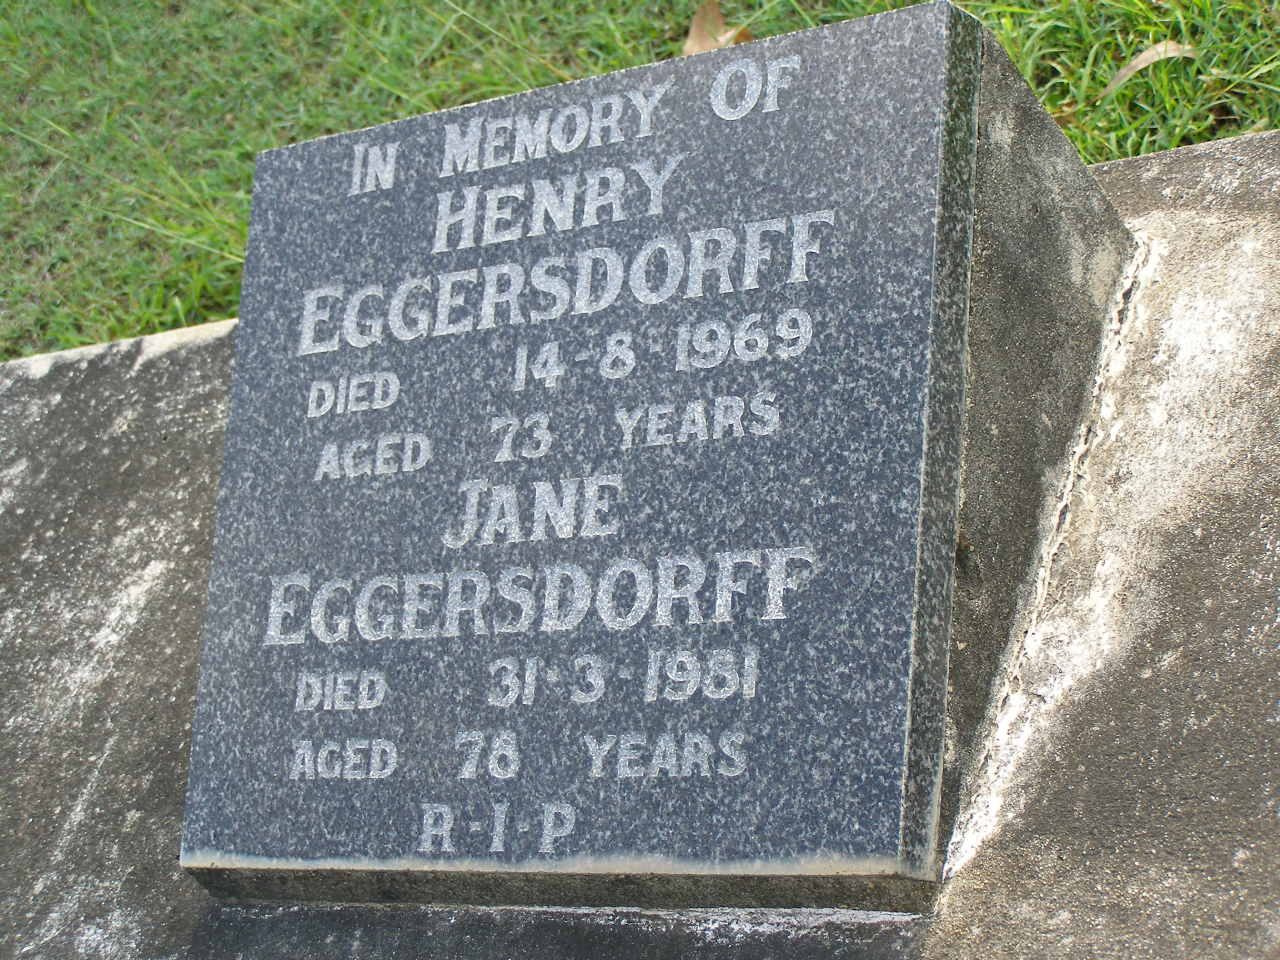 IN MEMORY OF
HENRY
EGGERSDORFF
DIED 14-8-1969
AGED 73 YEARS
JANE
EGGERSDORFF
DIED 31-3-1981
AGED 78 YEARS
R-I-P